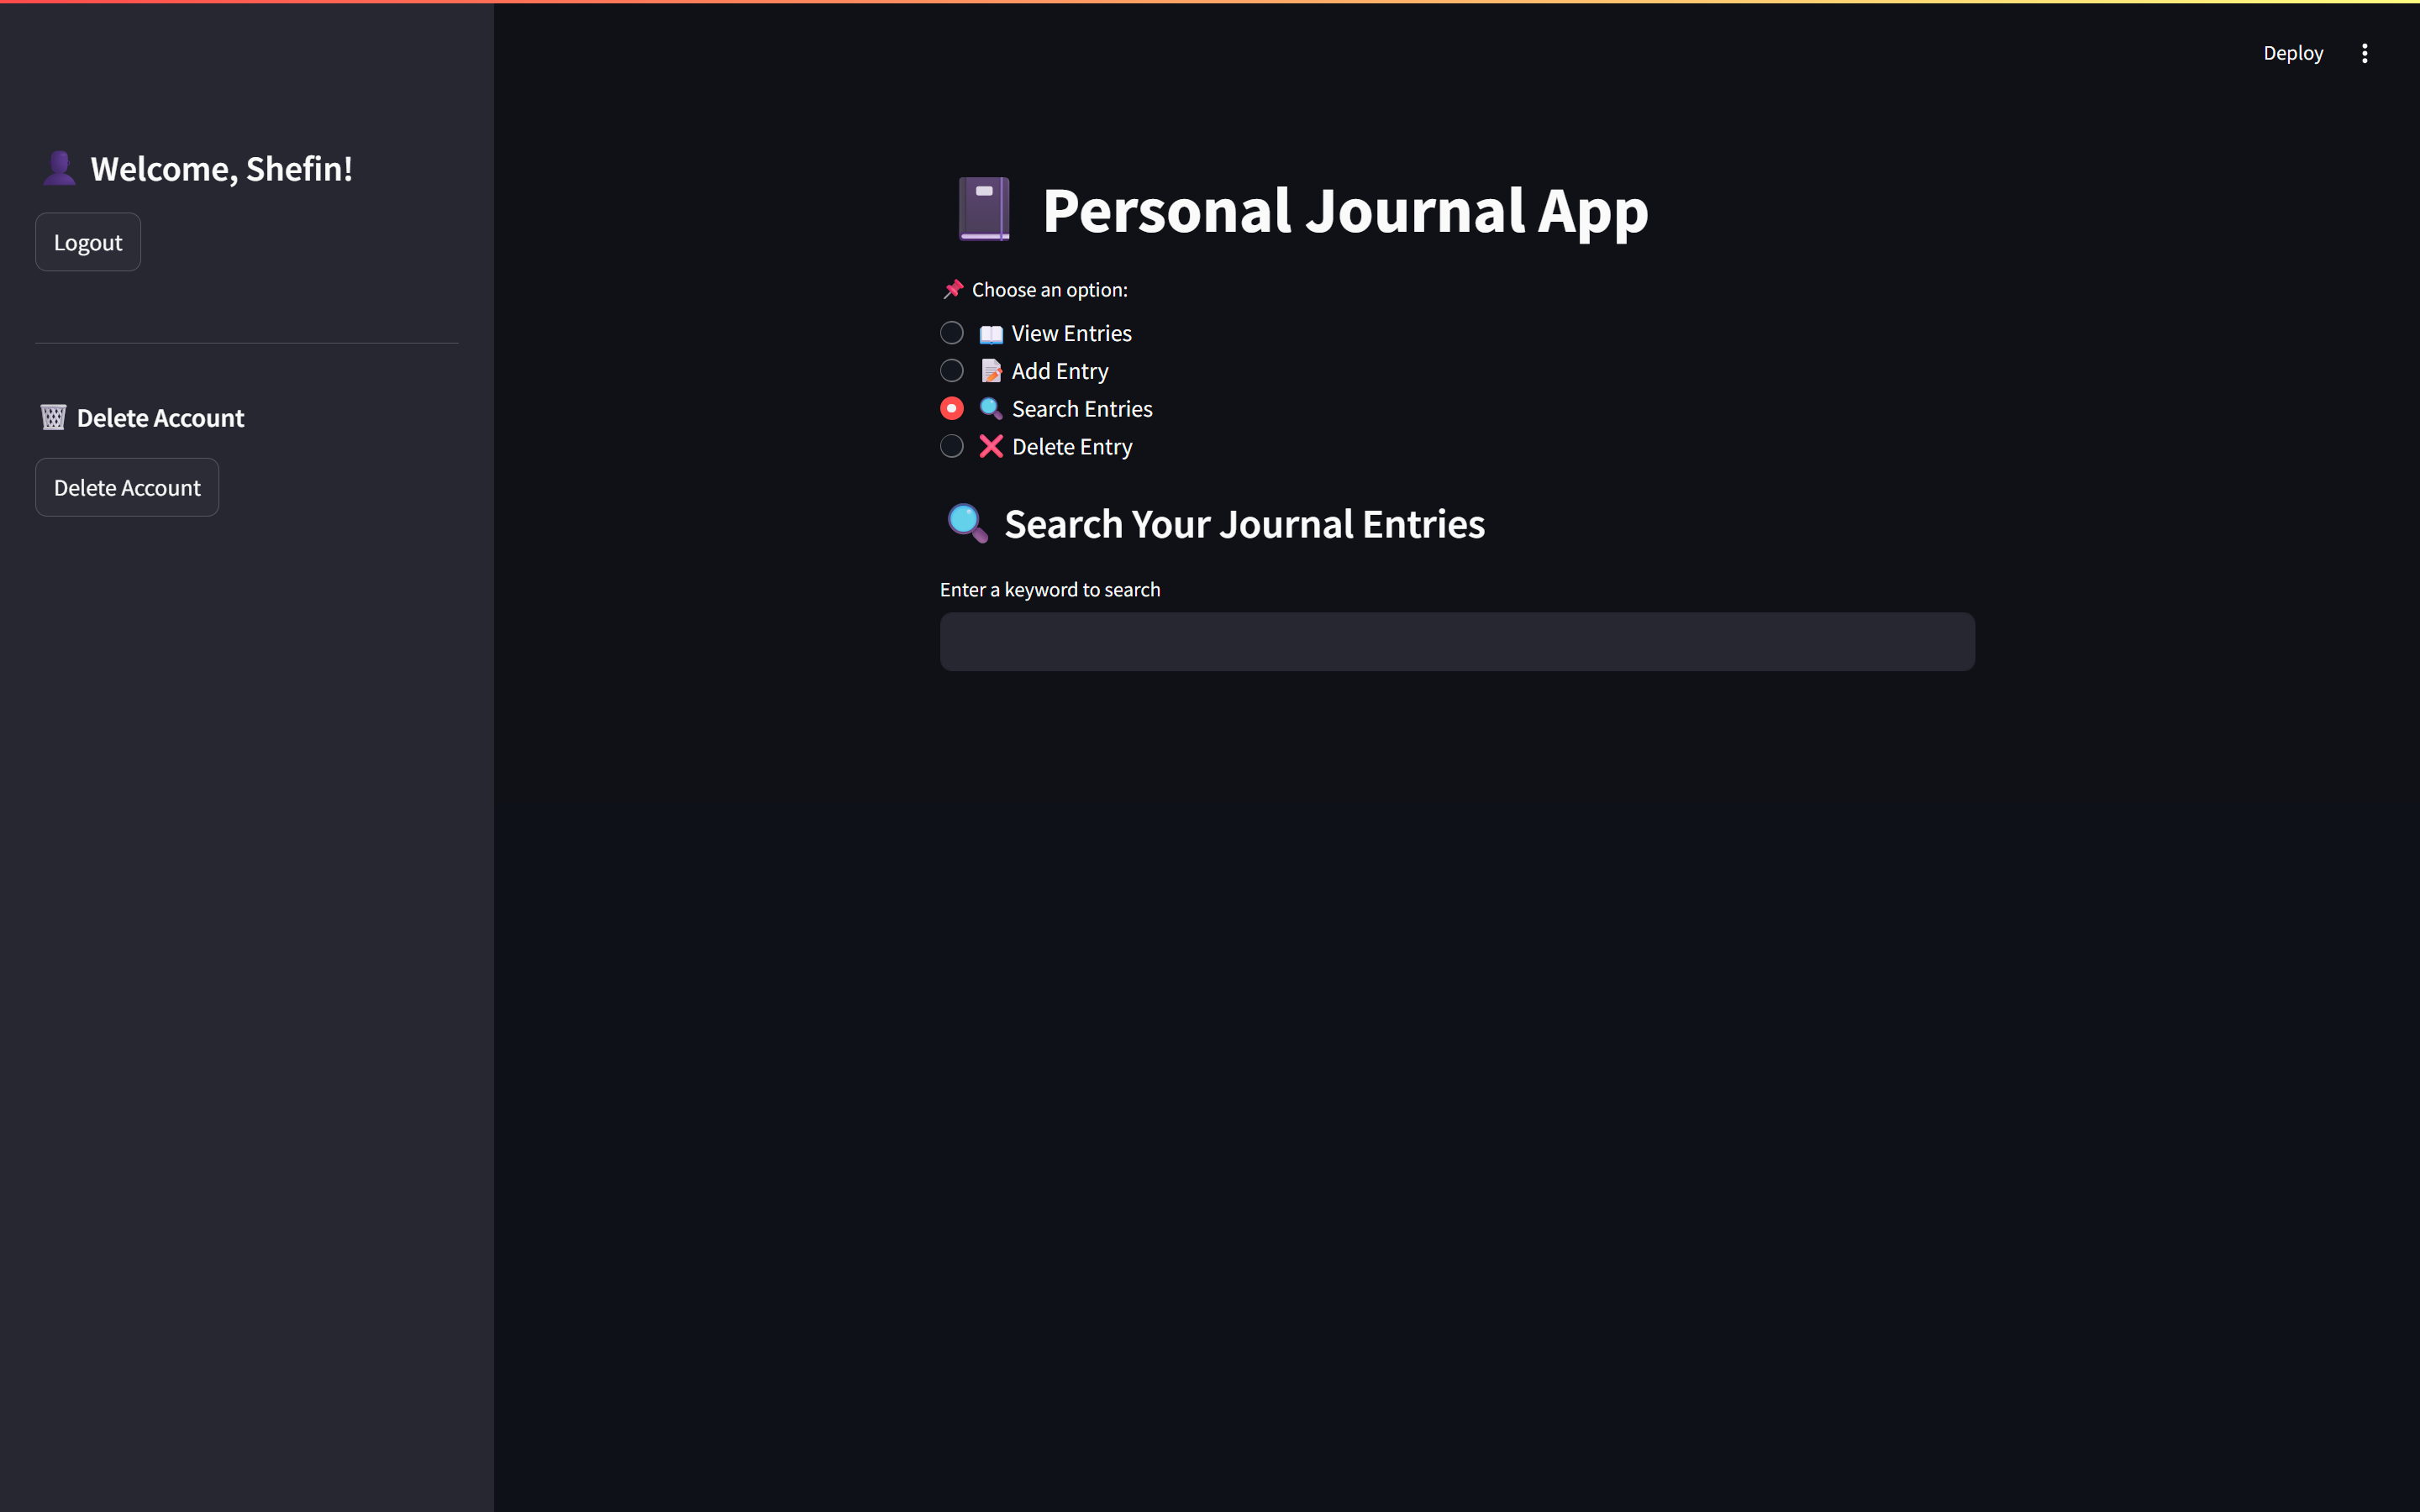 Deploy
Welcome, Shefin!
Logout
Delete Account
Delete Account
Personal Journal App
Choose an option:
View Entries
Add Entry
Search Entries
Delete Entry
Search Your Journal Entries
Enter a keyword to search